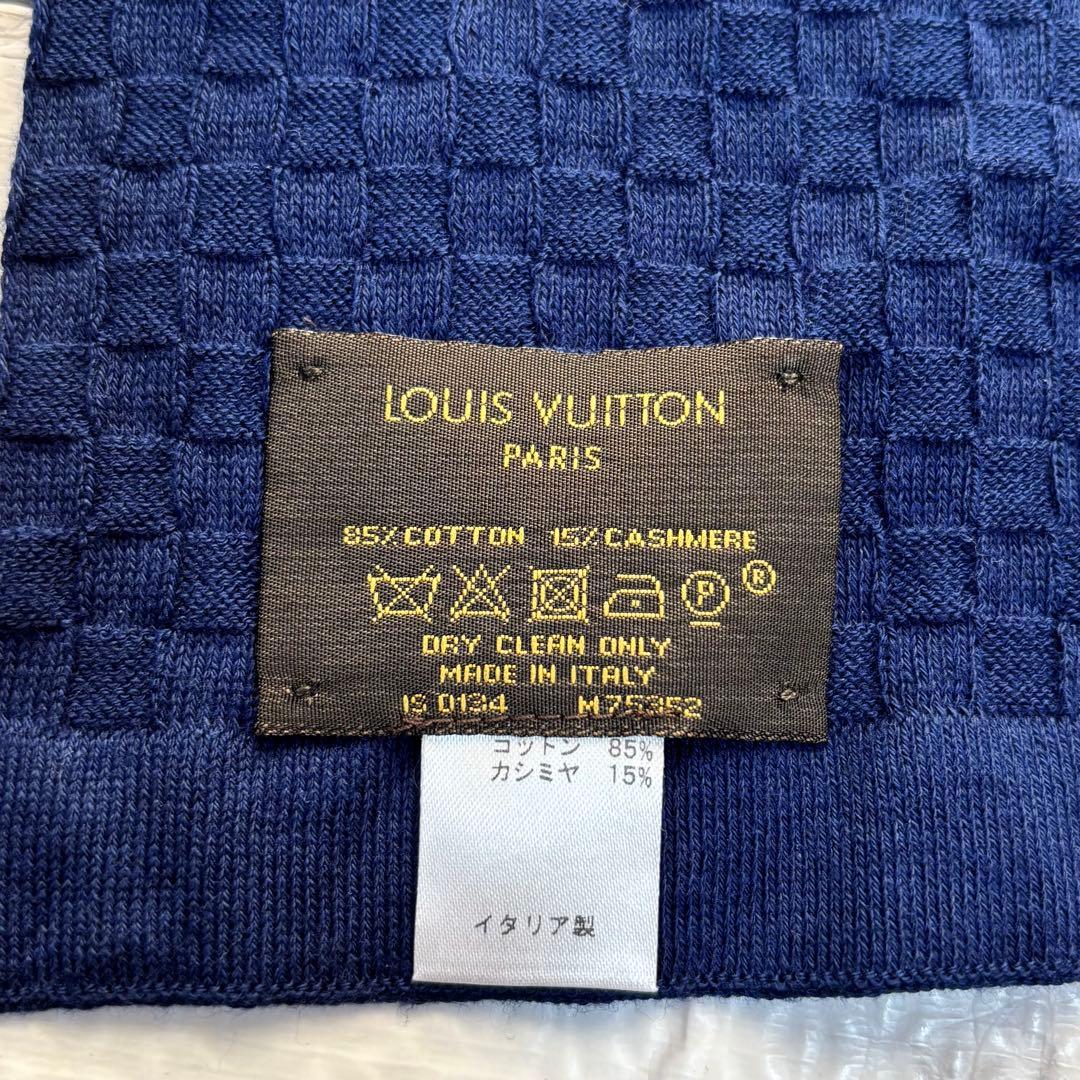 LOUIS VUITTON
PARIS
85% COTTON 15% CASHMERE
P ®
DRY CLEAN ONLY
MADE IN ITALY
IS 0134 M75352
コットン 85%
カシミヤ 15%
イタリア製